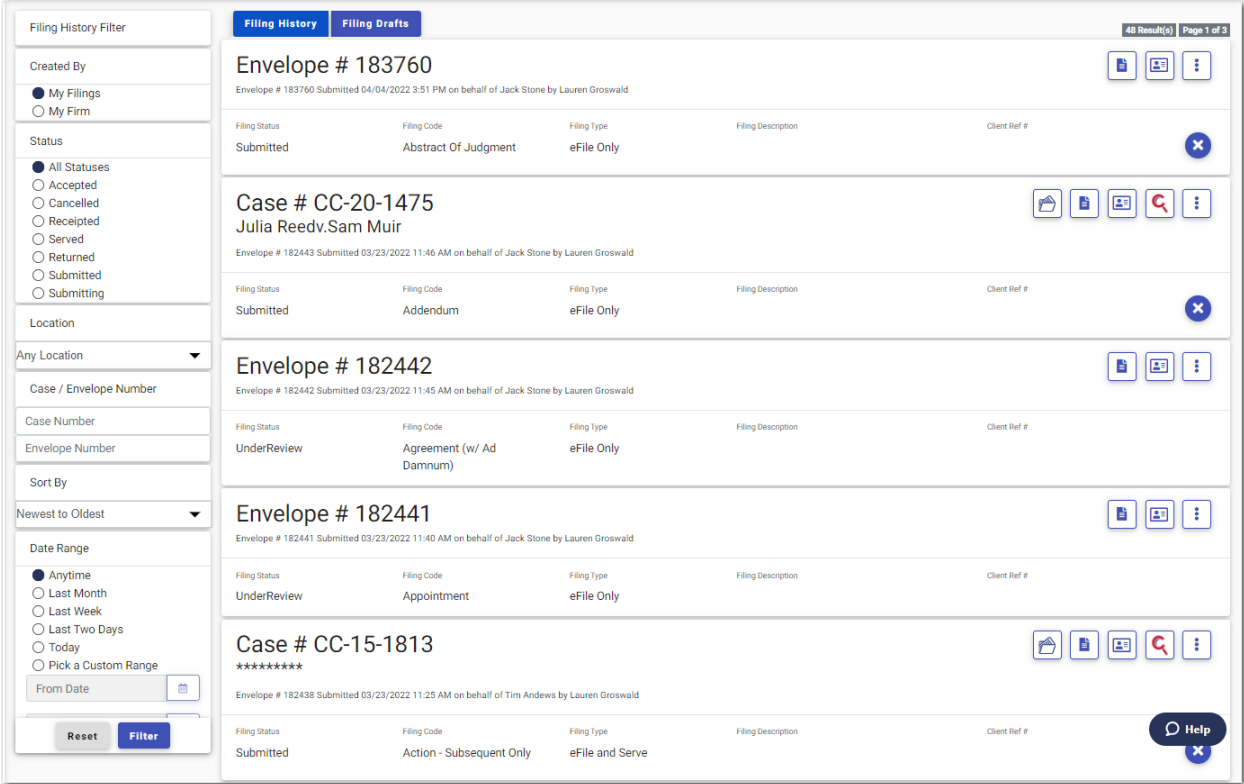 Filing History Filter
Created By
My Filings
My Firm
Status
All Statuses
Accepted
Cancelled
Receipted
Served
Returned
Submitted
Submitting
Location
Any Location
Case / Envelope Number
Case Number
Envelope Number
Sort By
Newest to Oldest
Date Range
Anytime
Last Month
Last Week
Last Two Days
Today
Pick a Custom Range
From Date
Reset Filter
Filing History Filing Drafts
48 Result(s) Page 1 of 3
Envelope # 183760
Envelope # 183760 Submitted 04/04/2022 3:51 PM on behalf of Jack Stone by Lauren Groswald
Filing Status Filing Code Filing Type Filing Description Client Ref #
Submitted Abstract Of Judgment eFile Only
Case # CC-20-1475
Julia Reedv.Sam Muir
Envelope # 182443 Submitted 03/23/2022 11:46 AM on behalf of Jack Stone by Lauren Groswald
Filing Status Filing Code Filing Type Filing Description Client Ref #
Submitted Addendum eFile Only
Envelope # 182442
Envelope # 182442 Submitted 03/23/2022 11:45 AM on behalf of Jack Stone by Lauren Groswald
Filing Status Filing Code Filing Type Filing Description Client Ref #
UnderReview Agreement (w/ Ad Damnum) eFile Only
Envelope # 182441
Envelope # 182441 Submitted 03/23/2022 11:40 AM on behalf of Jack Stone by Lauren Groswald
Filing Status Filing Code Filing Type Filing Description Client Ref #
UnderReview Appointment eFile Only
Case # CC-15-1813
*********
Envelope # 182438 Submitted 03/23/2022 11:25 AM on behalf of Tim Andews by Lauren Groswald
Filing Status Filing Code Filing Type Filing Description Client Ref #
Submitted Action - Subsequent Only eFile and Serve
Help